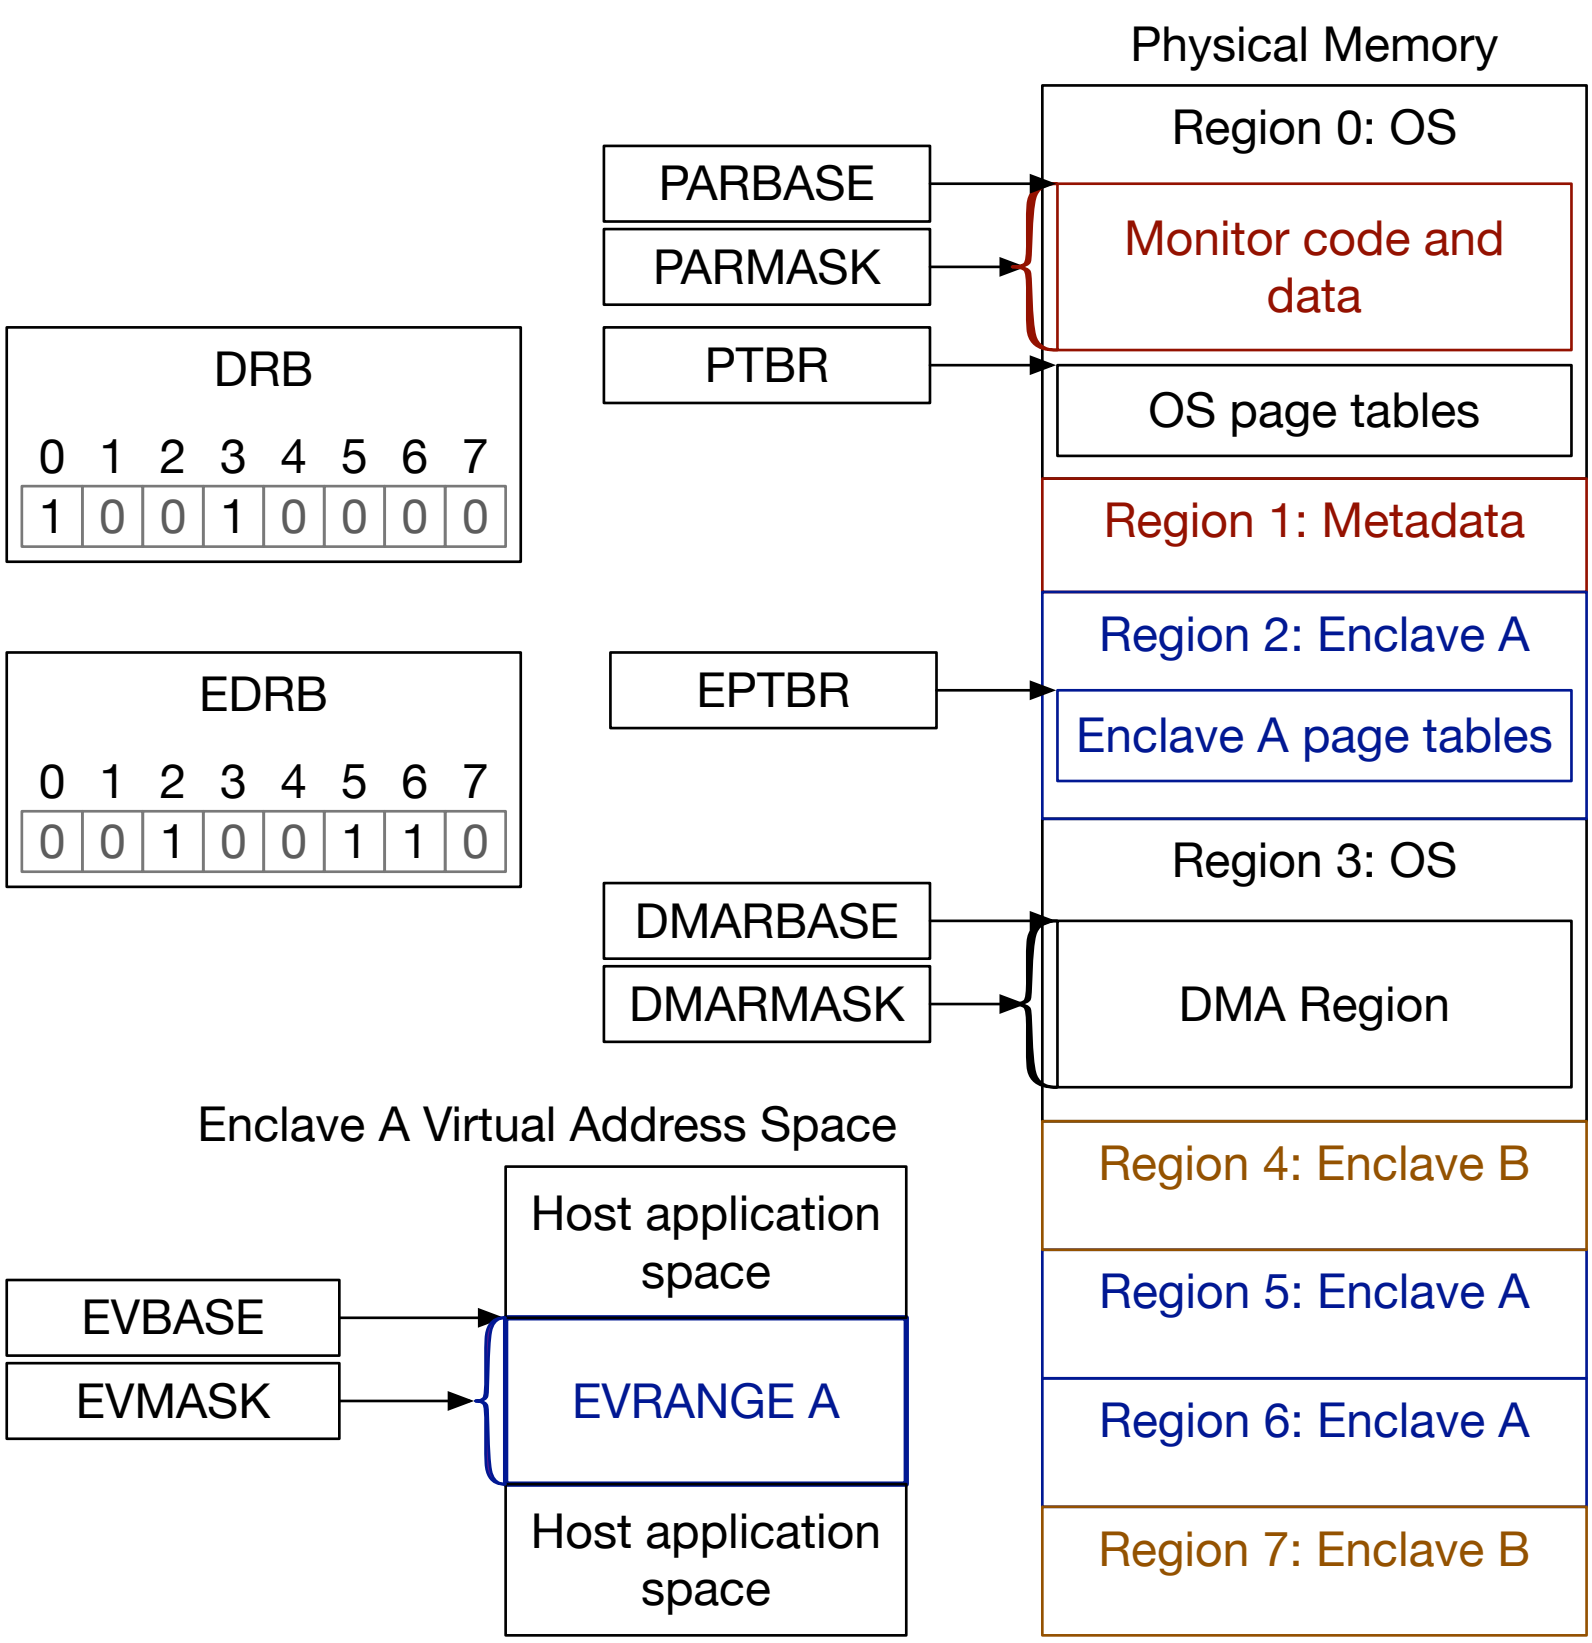 Physical Memory
Region 0: OS
PARBASE
PARMASK
Monitor code and
data
PTBR
OS page tables
DRB
0 1 2 3 4 5 6 7
1 0 0 1 0 0 0 0
Region 1: Metadata
Region 2: Enclave A
EDRB
0 1 2 3 4 5 6 7
0 0 1 0 0 1 1 0
EPTBR
Enclave A page tables
Region 3: OS
DMARBASE
DMARMASK
DMA Region
Enclave A Virtual Address Space
Host application
space
EVBASE
EVMASK
EVRANGE A
Host application
space
Region 4: Enclave B
Region 5: Enclave A
Region 6: Enclave A
Region 7: Enclave B